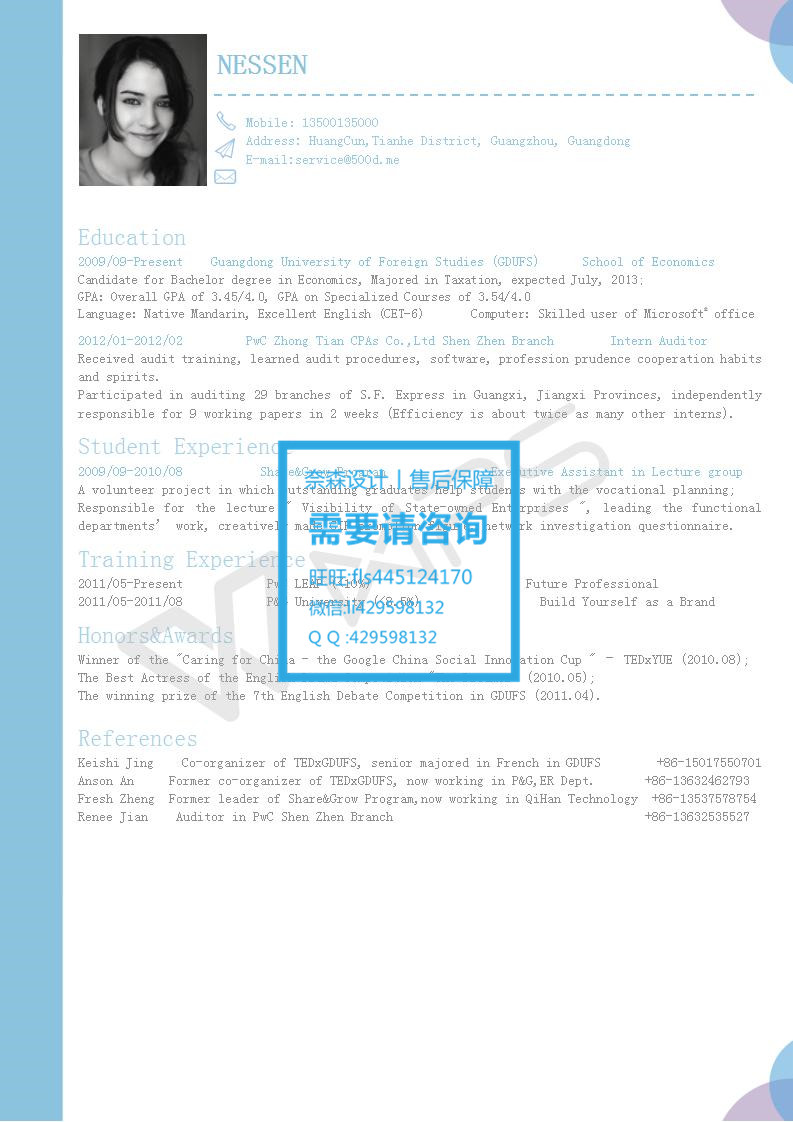 NESSEN
Mobile: 13500135000
Address: HuangCun,Tianhe District, Guangzhou, Guangdong
E-mail:service@500d.me
Education
2009/09-Present Guangdong University of Foreign Studies (GDUFS) School of Economics
Candidate for Bachelor degree in Economics, Majored in Taxation, expected July, 2013;
GPA: Overall GPA of 3.45/4.0, GPA on Specialized Courses of 3.54/4.0
Language: Native Mandarin, Excellent English (CET-6) Computer: Skilled user of Microsoft® office
2012/01-2012/02 PwC Zhong Tian CPAs Co.,Ltd Shen Zhen Branch Intern Auditor
Received audit training, learned audit procedures, software, profession prudence cooperation habits
and spirits.
Participated in auditing 29 branches of S.F. Express in Guangxi, Jiangxi Provinces, independently
responsible for 9 working papers in 2 weeks (Efficiency is about twice as many other interns).
Student Experience
2009/09-2010/08 Share&Grow Program Executive Assistant in Lecture group
A volunteer project in which outstanding graduates help students with the vocational planning;
Responsible for the lecture " Visibility of State-owned Enterprises ", leading the functional
departments' work, creatively made network investigation questionnaire.
Training Experience
2011/05-Present PwC LEAP (<10%) Future Professional
2011/05-2011/08 P&G University (<8.5%) Build Yourself as a Brand
Honors&Awards
Winner of the "Caring for China - the Google China Social Innovation Cup " - TEDxYUE (2010.08);
The Best Actress of the English (2010.05);
The winning prize of the 7th English Debate Competition in GDUFS (2011.04).
References
Keishi Jing Co-organizer of TEDxGDUFS, senior majored in French in GDUFS +86-15017550701
Anson An Former co-organizer of TEDxGDUFS, now working in P&G,ER Dept. +86-13632462793
Fresh Zheng Former leader of Share&Grow Program,now working in QiHan Technology +86-13537578754
Renee Jian Auditor in PwC Shen Zhen Branch +86-13632535527
奈森设计丨售后保障
需要请咨询
旺旺:fls445124170
微信:li429598132
Q Q :429598132